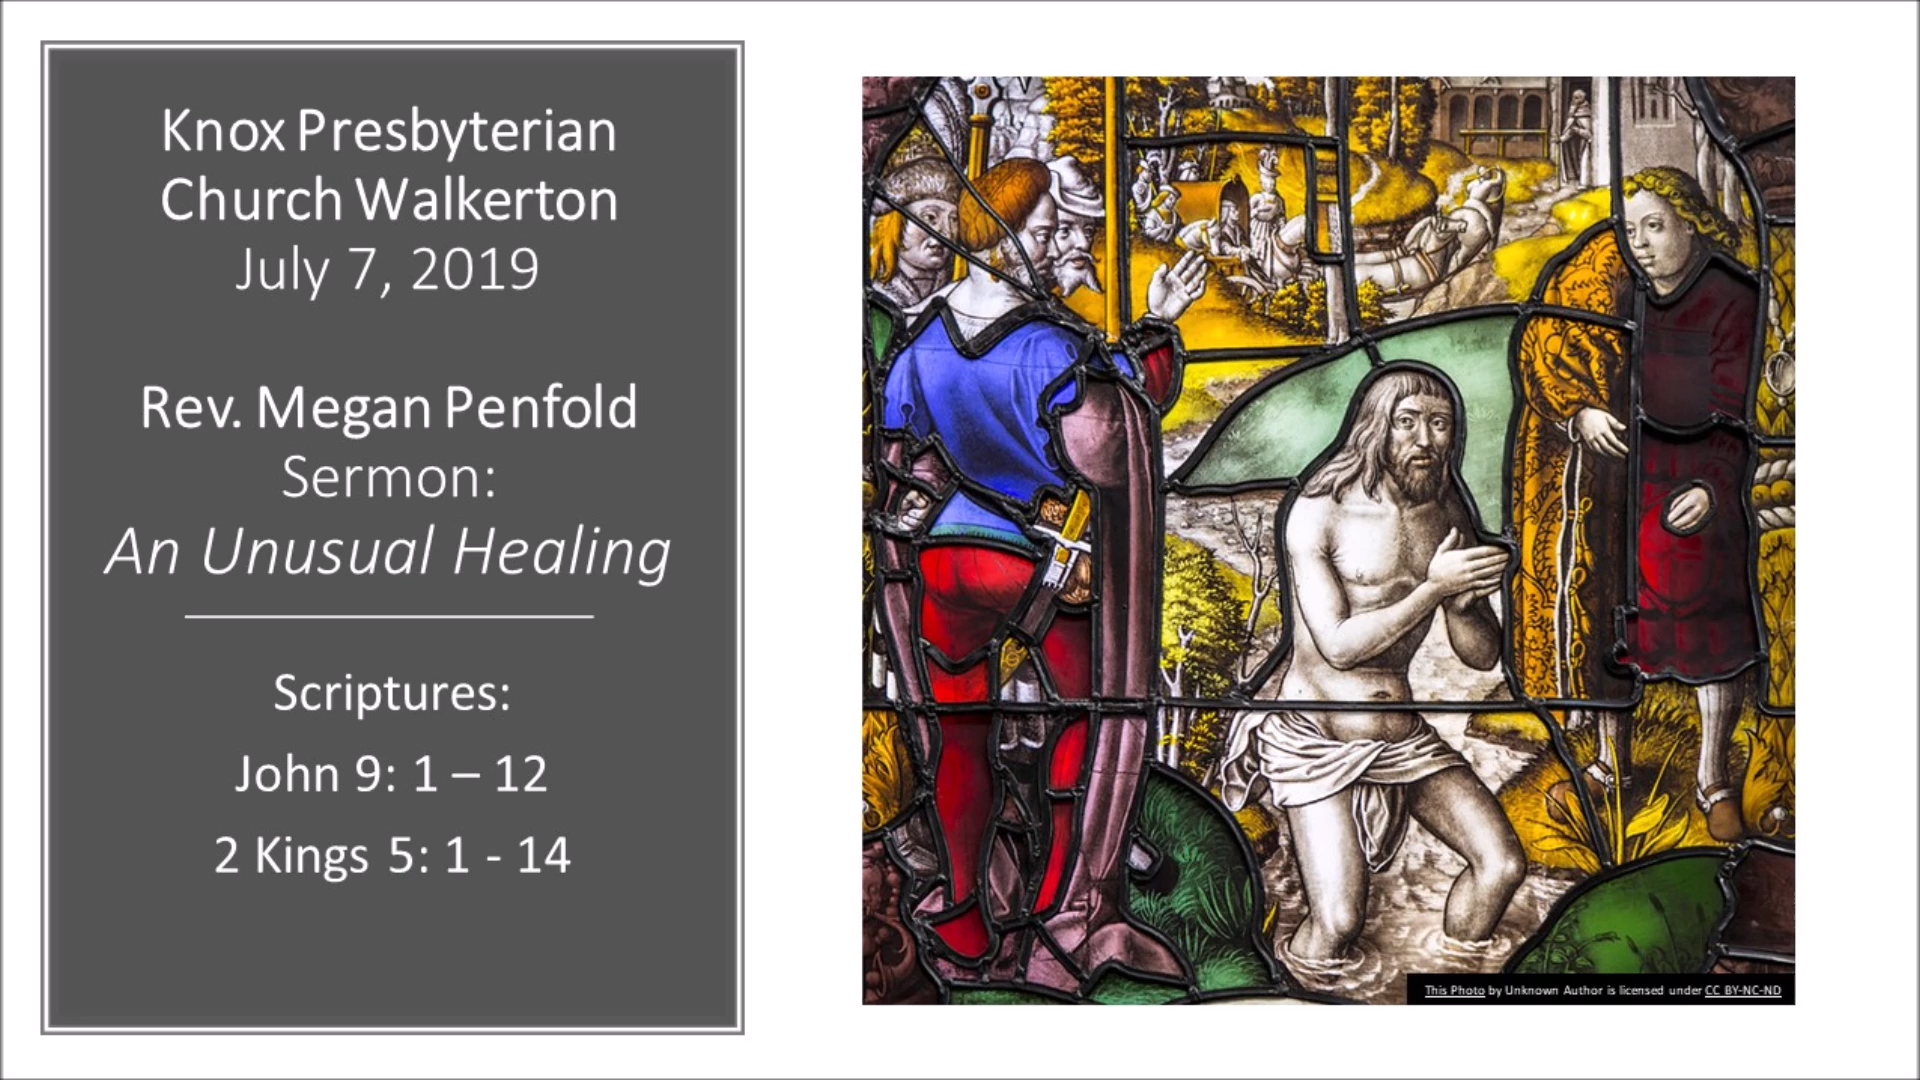 Knox Presbyterian
Church Walkerton
July 7, 2019
Rev. Megan Penfold
Sermon:
An Unusual Healing
Scriptures:
John 9: 1 – 12
2 Kings 5: 1 - 14
This Photo by Unknown Author is licensed under CC BY-NC-ND